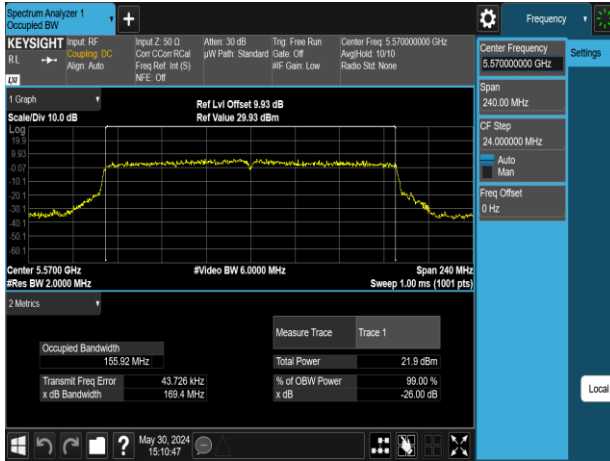 Spectrum Analyzer 1
Occupied BW
+
Frequency
KEYSIGHT
RL
LXI
Input: RF
Coupling: DC
Align: Auto
Input Z: 50 Ω
Corr CCorr RCal
Freq Ref: Int (S)
NFE: Off
Atten: 30 dB
µW Path: Standard
Trig: Free Run
Gate: Off
#IF Gain: Low
Center Freq: 5.570000000 GHz
Avg|Hold: 10/10
Radio Std: None
Center Frequency
5.570000000 GHz
Settings
Span
240.00 MHz
CF Step
24.000000 MHz
Auto
Man
Freq Offset
0 Hz
Local
1 Graph
Scale/Div 10.0 dB
Ref Lvl Offset 9.93 dB
Ref Value 29.93 dBm
Log
19.9
9.93
-0.07
-10.1
-20.1
-30.1
-40.1
-50.1
-60.1
Center 5.5700 GHz
#Res BW 2.0000 MHz
#Video BW 6.0000 MHz
Span 240 MHz
Sweep 1.00 ms (1001 pts)
2 Metrics
Measure Trace Trace 1
Occupied Bandwidth
155.92 MHz
Total Power 21.9 dBm
Transmit Freq Error 43.726 kHz
% of OBW Power 99.00 %
x dB Bandwidth 169.4 MHz
x dB -26.00 dB
?
May 30, 2024
15:10:47